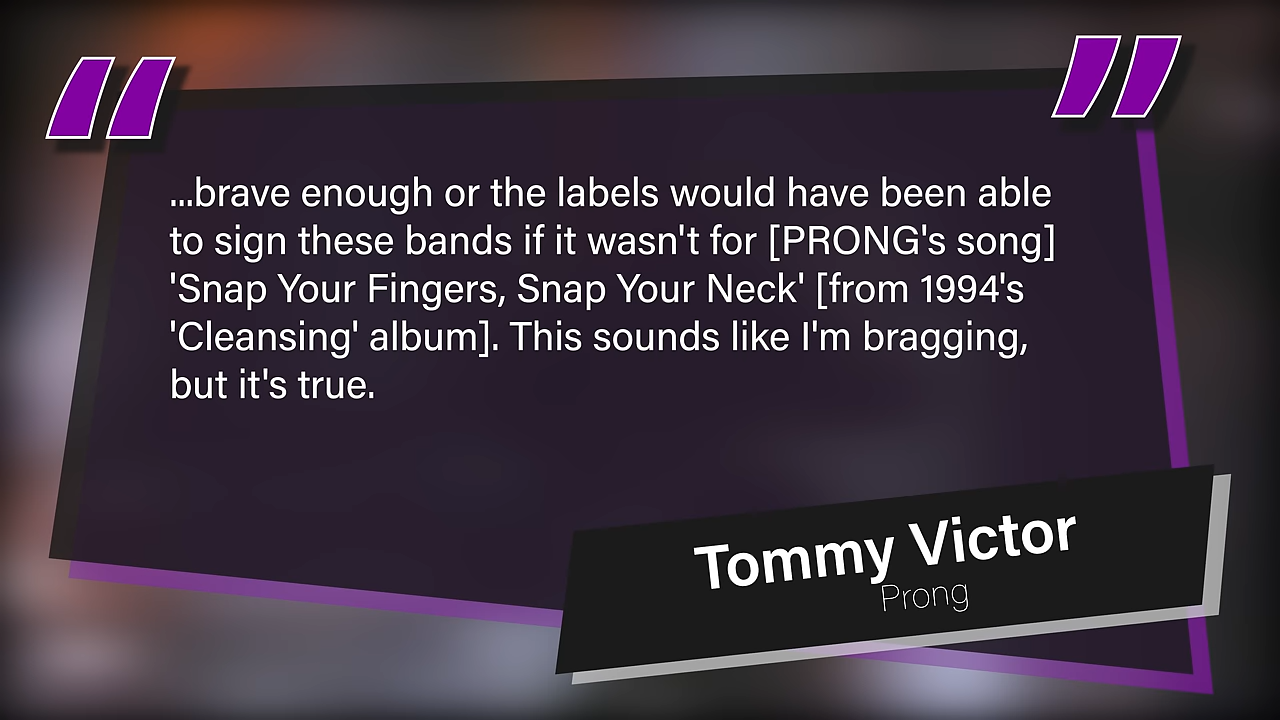 ...brave enough or the labels would have been able
to sign these bands if it wasn't for [PRONG's song]
'Snap Your Fingers, Snap Your Neck' [from 1994's
'Cleansing' album]. This sounds like I'm bragging,
but it's true.
Tommy Victor
Prong